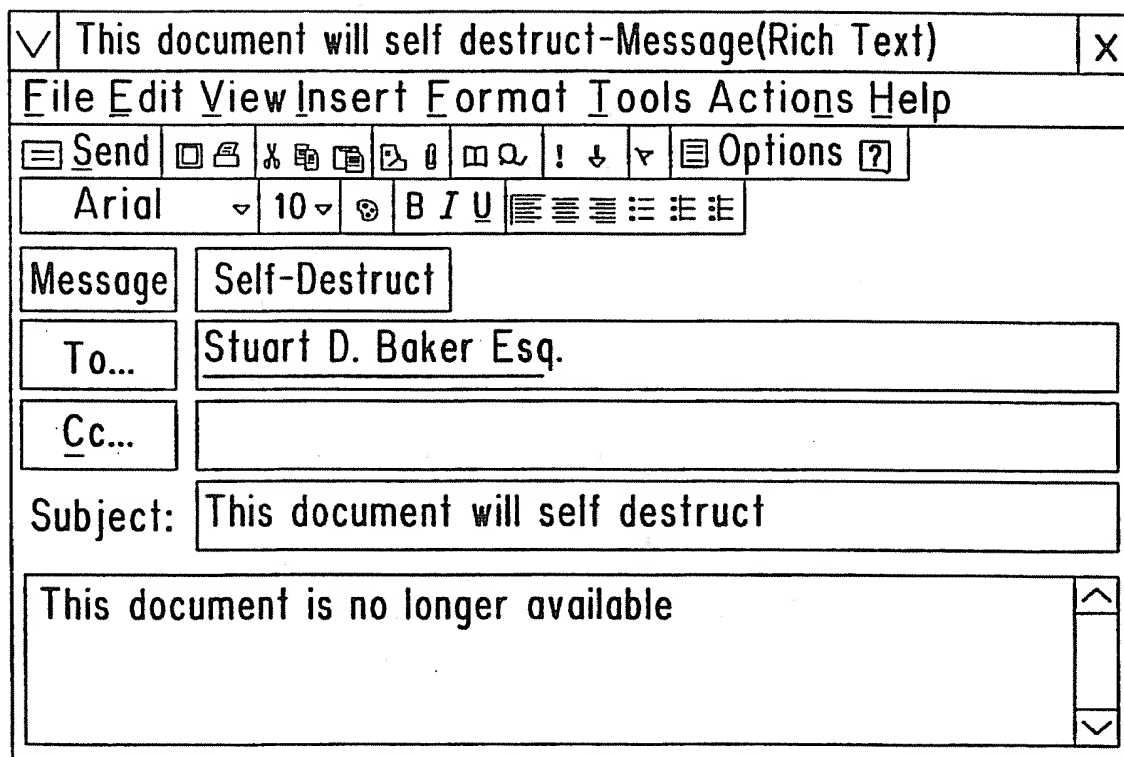 This document will self destruct-Message(Rich Text) X
File Edit View Insert Format Tools Actions Help
Send ! Options ?
Arial 10 B I U
Message Self-Destruct
To... Stuart D. Baker Esq.
Cc...
Subject: This document will self destruct
This document is no longer available